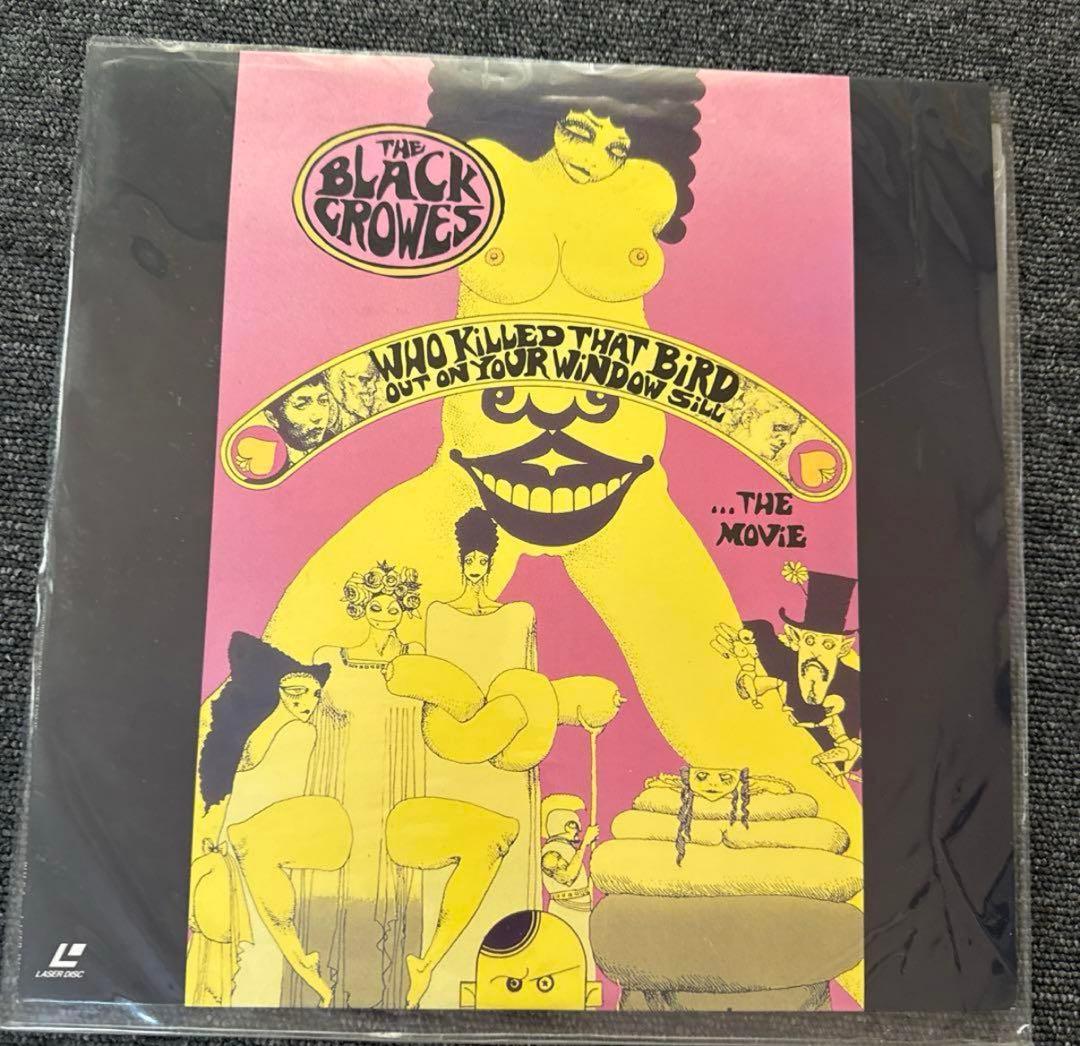 THE
BLACK
CROWES
WHO KiLLED THAT BiRD
OUT ON YOUR WiNDOW SiLL
...THE
MOViE
LASER DISC